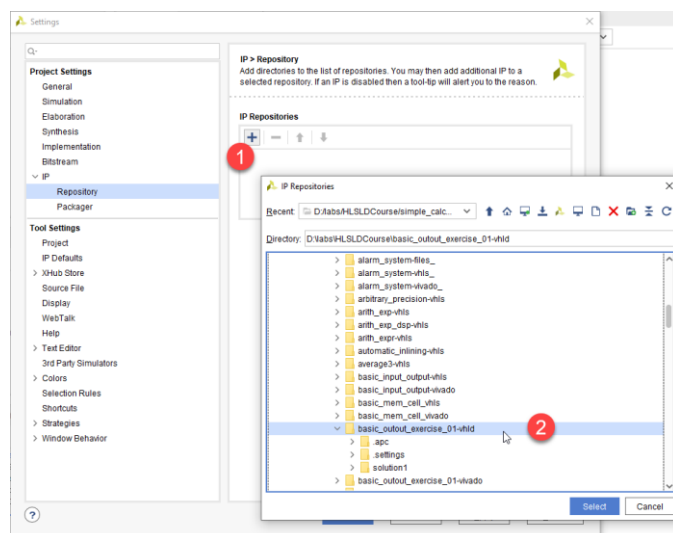 Settings
Q-
Project Settings
General
Simulation
Elaboration
Synthesis
Implementation
Bitstream
IP
Repository
Packager
Tool Settings
Project
IP Defaults
XHub Store
Source File
Display
WebTalk
Help
Text Editor
3rd Party Simulators
Colors
Selection Rules
Shortcuts
Strategies
Window Behavior
?
IP > Repository
Add directories to the list of repositories. You may then add additional IP to a
selected repository. If an IP is disabled then a tool-tip will alert you to the reason.
IP Repositories
1
IP Repositories
Recent: D:/labs/HLSLDCourse/simple_calc...
Directory: D:\labs\HLSLDCourse\basic_outout_exercise_01-vhld
alarm_system-files_
alarm_system-vhls_
alarm_system-vivado_
arbitrary_precision-vhls
arith_exp-vhls
arith_exp_dsp-vhls
arith_expr-vhls
automatic_inlining-vhls
average3-vhls
basic_input_output-vhls
basic_input_output-vivado
basic_mem_cell_vhls
basic_mem_cell_vivado
basic_outout_exercise_01-vhld
2
.apc
.settings
solution1
basic_outout_exercise_01-vivado
Select Cancel